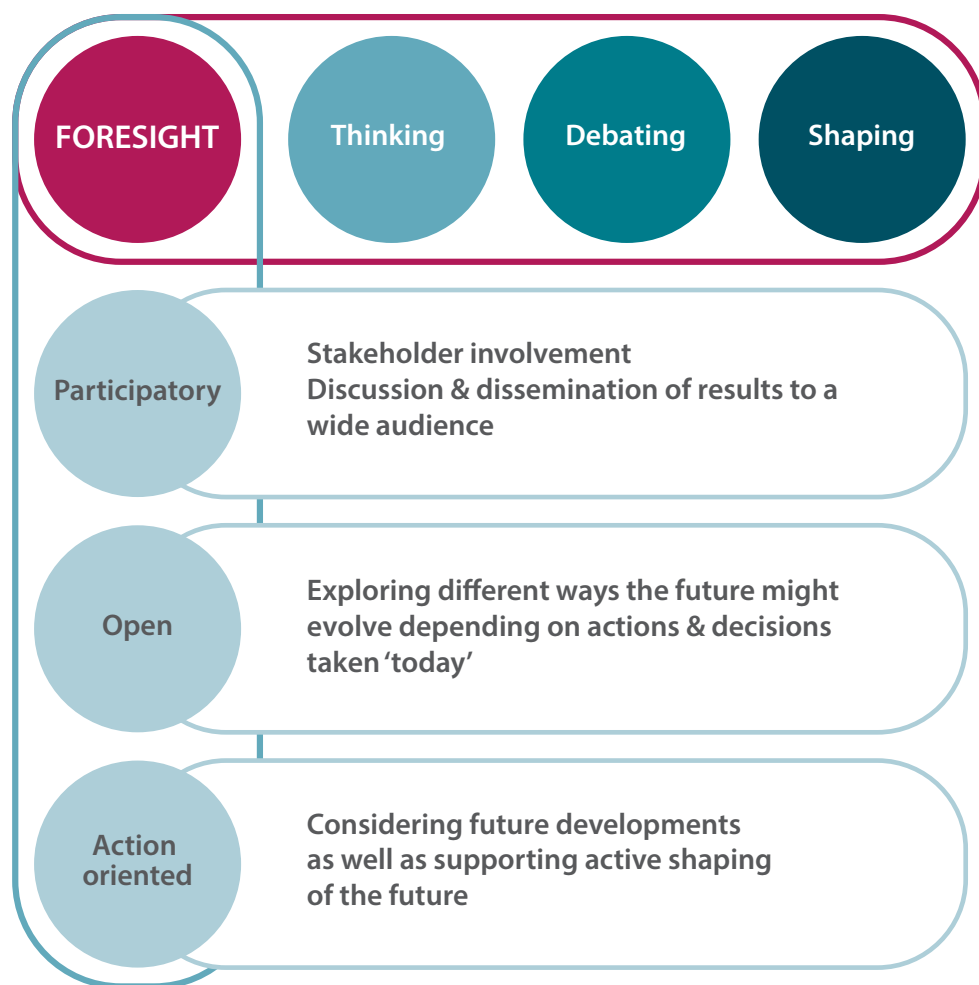 FORESIGHT
Thinking
Debating
Shaping
Participatory
Stakeholder involvement
Discussion & dissemination of results to a
wide audience
Open
Exploring different ways the future might
evolve depending on actions & decisions
taken ‘today’
Action
oriented
Considering future developments
as well as supporting active shaping
of the future